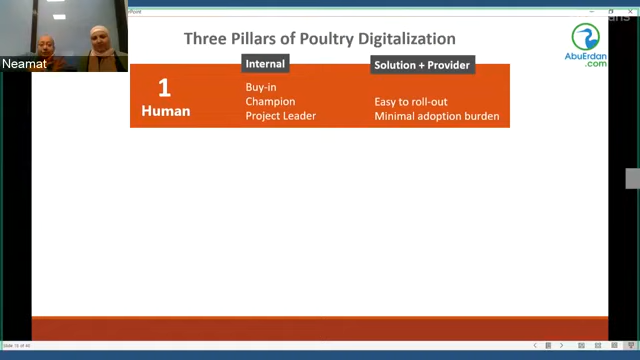 Neamat
Three Pillars of Poultry Digitalization
AbuErdan
.com
Internal
Solution + Provider
1
Human
Buy-in
Champion
Project Leader
Easy to roll-out
Minimal adoption burden